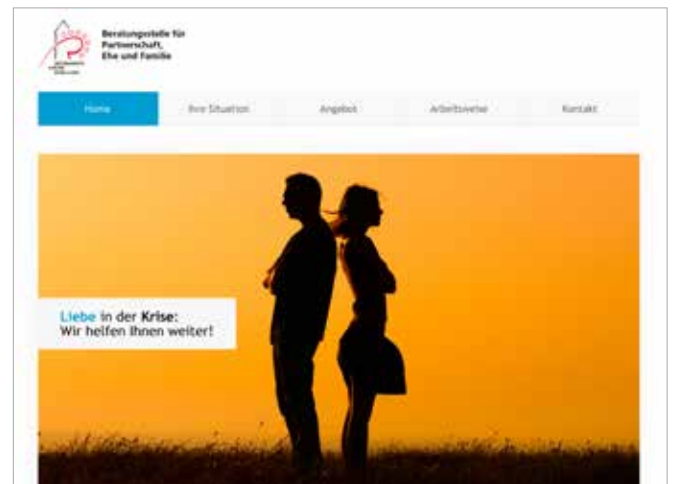 Beratungsstelle für
Partnerschaft,
Ehe und Familie
Home
Ihre Situation
Angebot
Arbeitsweise
Kontakt
Liebe in der Krise:
Wir helfen Ihnen weiter!